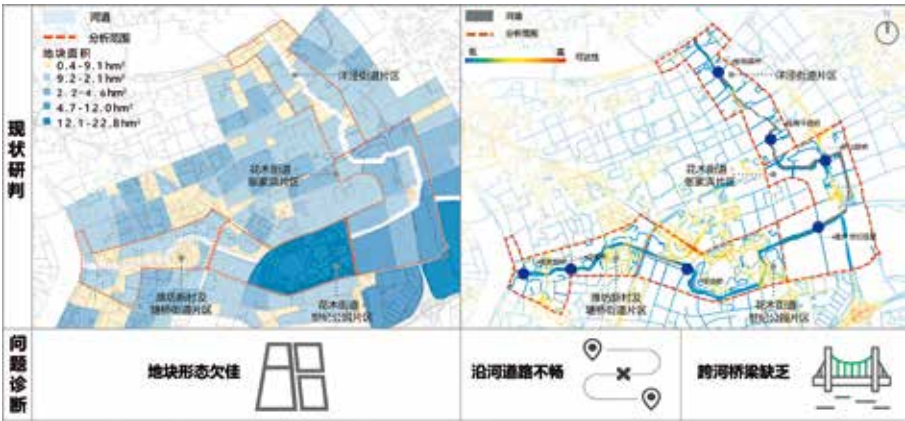 河道
分析范围
地块面积
0.4-9.1hm²
9.2-2.1hm²
2.2-4.6hm²
4.7-12.0hm²
12.1-22.8hm²
洋泾街道片区
花木街道
张家浜片区
潍坊新村及
塘桥街道片区
花木街道
世纪公园片区
河道
分析范围
低
高
可达性
N
洋泾街道片区
花木街道
张家浜片区
潍坊新村及
塘桥街道片区
花木街道
世纪公园片区
现状研判
问题诊断
地块形态欠佳
沿河道路不畅
跨河桥梁缺乏